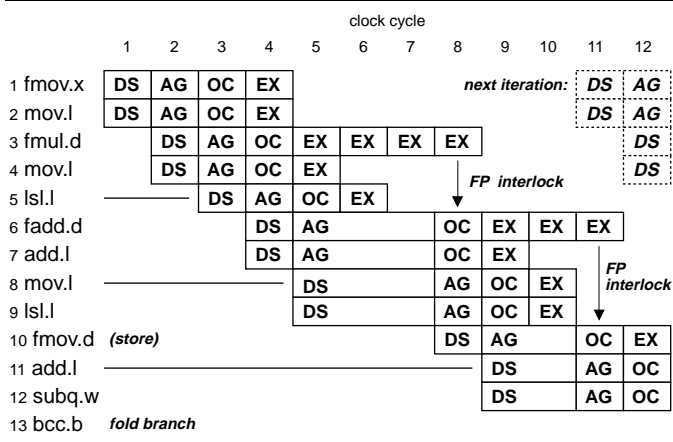 clock cycle
1 2 3 4 5 6 7 8 9 10 11 12
1 fmov.x DS AG OC EX next iteration: DS AG
2 mov.l DS AG OC EX DS AG
3 fmul.d DS AG OC EX EX EX EX DS
4 mov.l DS AG OC EX DS
FP interlock
5 lsl.l DS AG OC EX
6 fadd.d DS AG OC EX EX EX
7 add.l DS AG OC EX
FP
interlock
8 mov.l DS AG OC EX
9 lsl.l DS AG OC EX
10 fmov.d (store) DS AG OC EX
11 add.l DS AG OC
12 subq.w DS AG OC
13 bcc.b fold branch